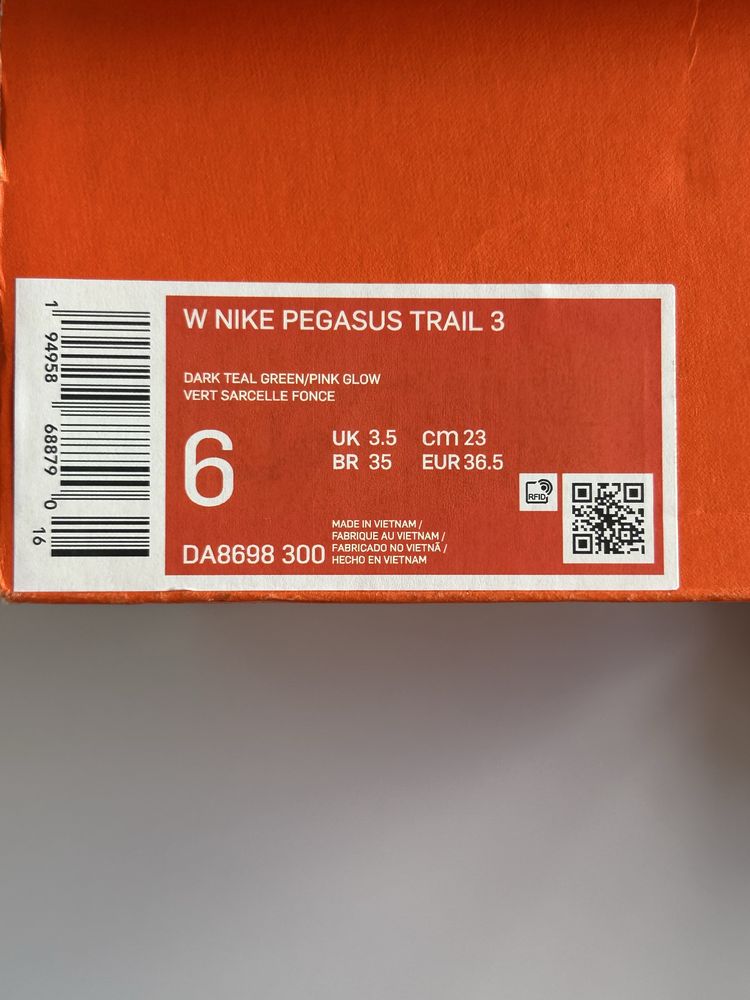 W NIKE PEGASUS TRAIL 3
DARK TEAL GREEN/PINK GLOW
VERT SARCELLE FONCE
6
UK 3.5 cm 23
BR 35 EUR 36.5
RFID
DA8698 300
MADE IN VIETNAM /
FABRIQUE AU VIETNAM /
FABRICADO NO VIETNÃ /
HECHO EN VIETNAM
1 94958 68879 0 16